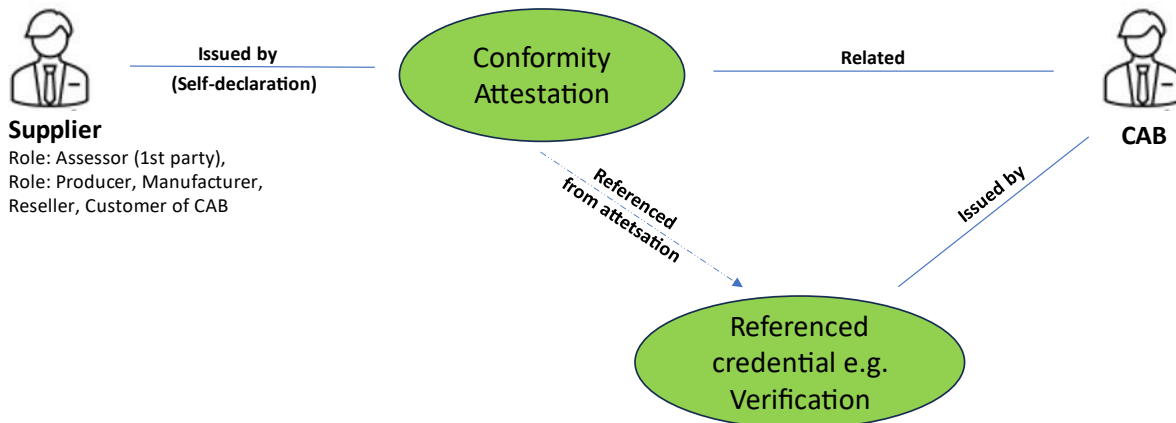 Issued by
(Self-declaration)
Conformity
Attestation
Related
Supplier
Role: Assessor (1st party),
Role: Producer, Manufacturer,
Reseller, Customer of CAB
CAB
Referenced
from attetsation
Issued by
Referenced
credential e.g.
Verification